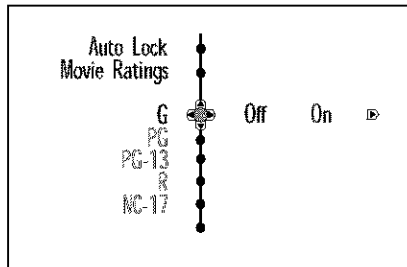 Auto Lock
Movie Ratings
G Off On
PG
PG-13
R
NC-17